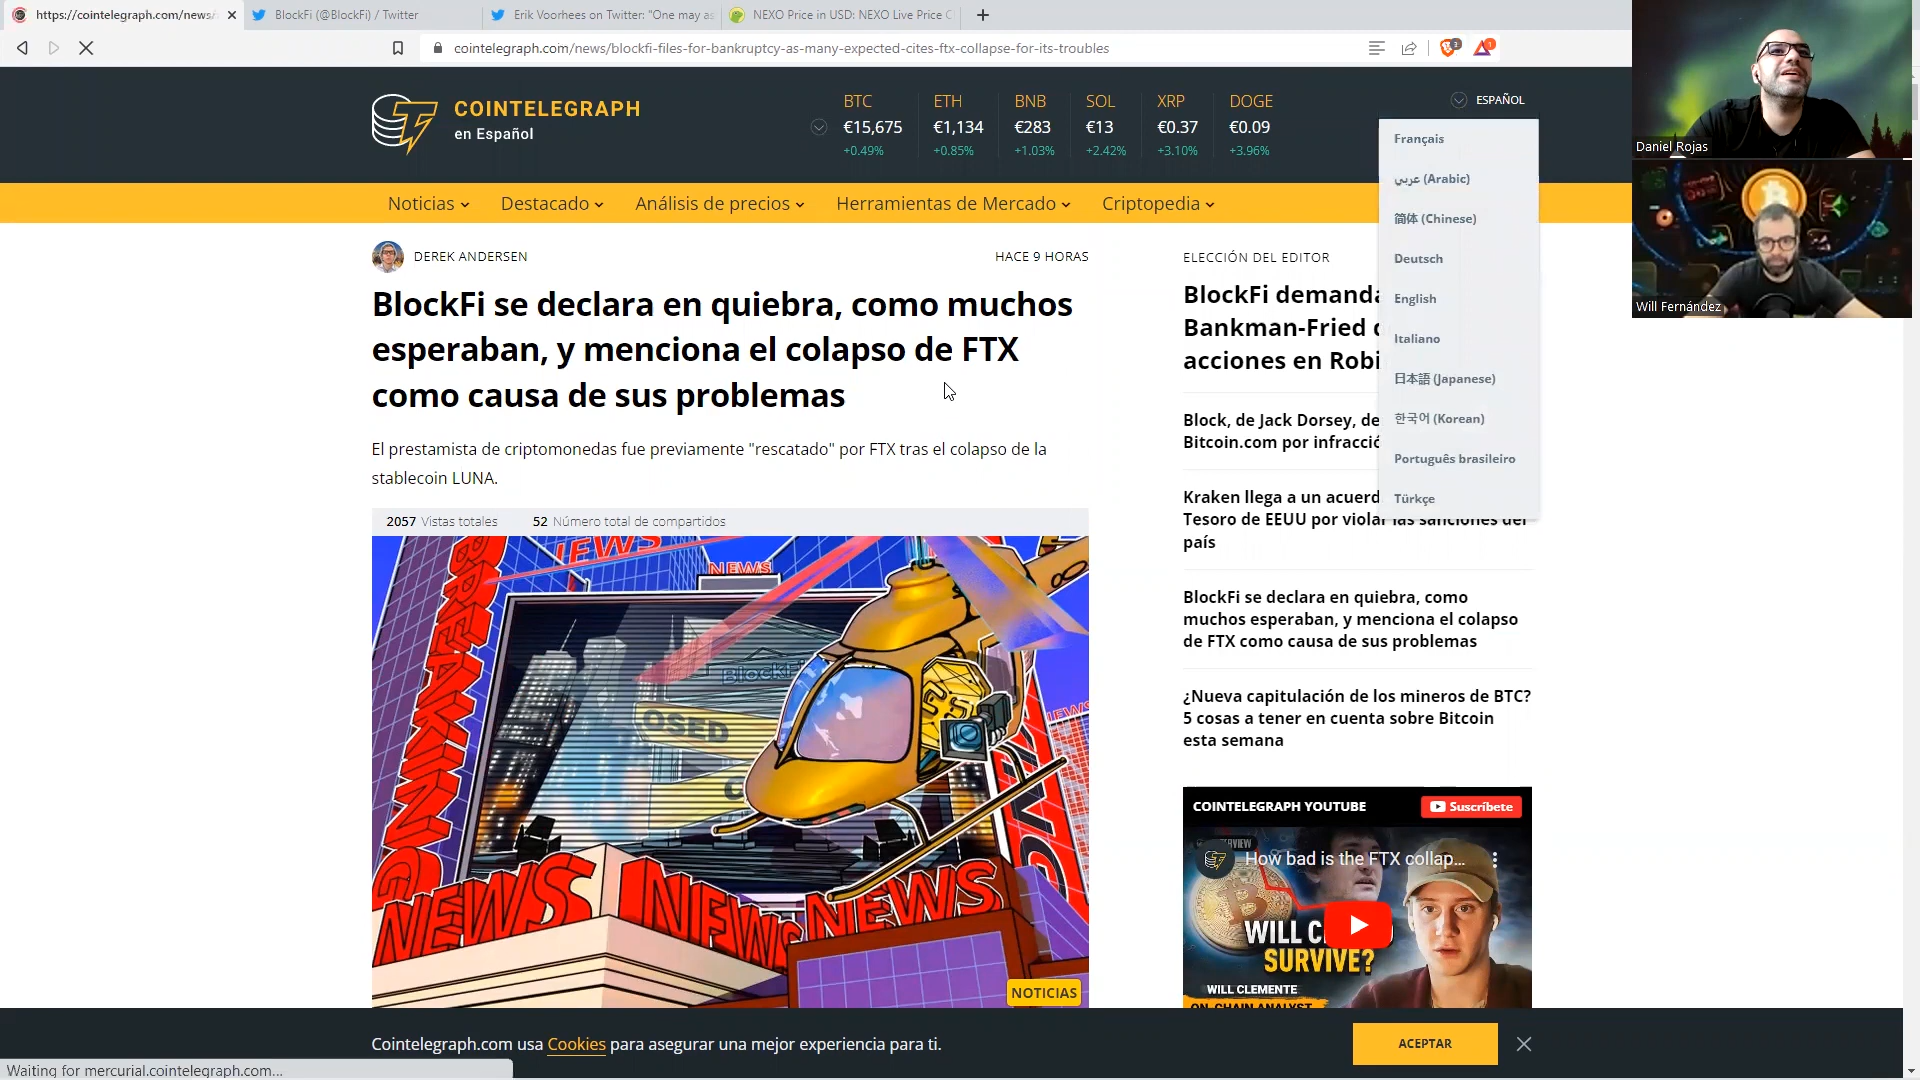 https://cointelegraph.com/news/
BlockFi (@BlockFi) / Twitter
Erik Voorhees on Twitter: "One may as
NEXO Price in USD: NEXO Live Price C
cointelegraph.com/news/blockfi-files-for-bankruptcy-as-many-expected-cites-ftx-collapse-for-its-troubles
COINTELEGRAPH
en Español
BTC ETH BNB SOL XRP DOGE
€15,675 €1,134 €283 €13 €0.37 €0.09
+0.49% +0.85% +1.03% +2.42% +3.10% +3.96%
ESPAÑOL
Français
عربي (Arabic)
简体 (Chinese)
Deutsch
English
Italiano
日本語 (Japanese)
한국어 (Korean)
Português brasileiro
Türkçe
Daniel Rojas
Will Fernández
Noticias Destacado Análisis de precios Herramientas de Mercado Criptopedia
DEREK ANDERSEN
HACE 9 HORAS
BlockFi se declara en quiebra, como muchos
esperaban, y menciona el colapso de FTX
como causa de sus problemas
El prestamista de criptomonedas fue previamente "rescatado" por FTX tras el colapso de la
stablecoin LUNA.
2057 Vistas totales 52 Número total de compartidos
BREAKING
NEWS
NEWS
NEWS
BlockFi
OSED
NEWS NEWS NEWS
NOTICIAS
ELECCIÓN DEL EDITOR
BlockFi demanda
Bankman-Fried
acciones en Robi
Block, de Jack Dorsey, de
Bitcoin.com por infracció
Kraken llega a un acuerd
Tesoro de EEUU por violar las sanciones del
país
BlockFi se declara en quiebra, como
muchos esperaban, y menciona el colapso
de FTX como causa de sus problemas
¿Nueva capitulación de los mineros de BTC?
5 cosas a tener en cuenta sobre Bitcoin
esta semana
COINTELEGRAPH YOUTUBE
Suscríbete
How bad is the FTX collap...
WILL C
SURVIVE?
WILL CLEMENTE
ON-CHAIN ANALYST
Cointelegraph.com usa Cookies para asegurar una mejor experiencia para ti.
ACEPTAR
Waiting for mercurial.cointelegraph.com...